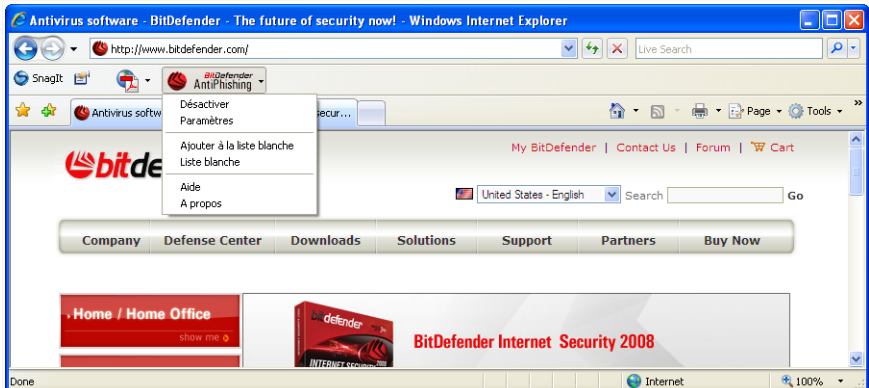 Antivirus software - BitDefender - The future of security now! - Windows Internet Explorer
http://www.bitdefender.com/
Live Search
SnagIt
BitDefender
AntiPhishing
Antivirus softw
secur...
Page
Tools
»
Désactiver
Paramètres
Ajouter à la liste blanche
Liste blanche
Aide
A propos
bitde
My BitDefender | Contact Us | Forum | Cart
United States - English
Search
Go
Company
Defense Center
Downloads
Solutions
Support
Partners
Buy Now
Home / Home Office
show me
bitdefender
INTERNET SECURITY 2008
BitDefender Internet Security 2008
Done
Internet
100%